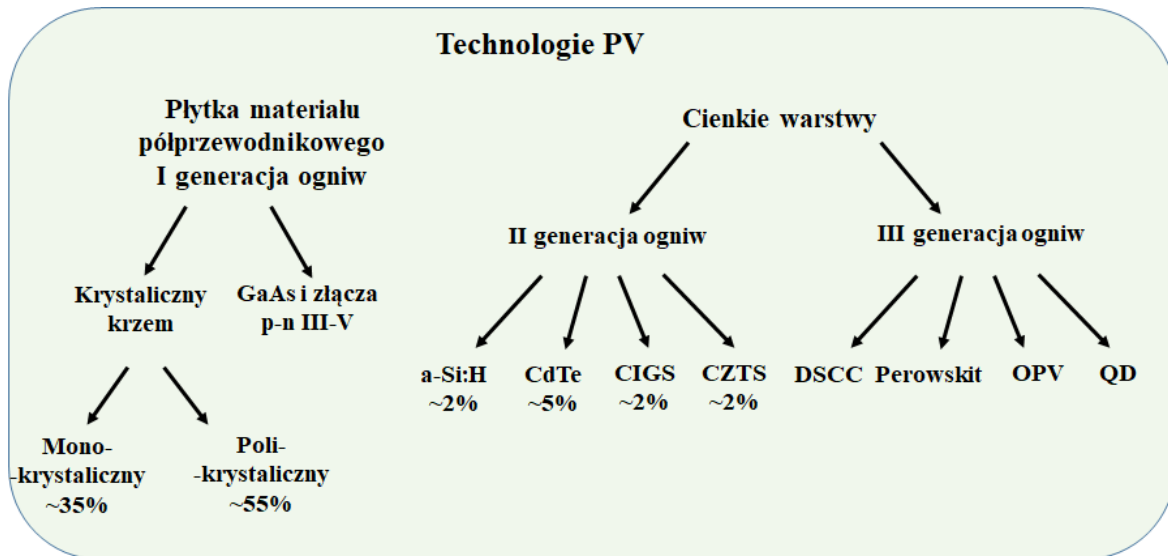 Technologie PV
Płytka materiału
półprzewodnikowego
I generacja ogniw
Cienkie warstwy
II generacja ogniw
III generacja ogniw
Krystaliczny
krzem
GaAs i złącza
p-n III-V
a-Si:H
~2%
CdTe
~5%
CIGS
~2%
CZTS
~2%
DSCC
Perowskit
OPV
QD
Mono-
-krystaliczny
~35%
Poli-
-krystaliczny
~55%